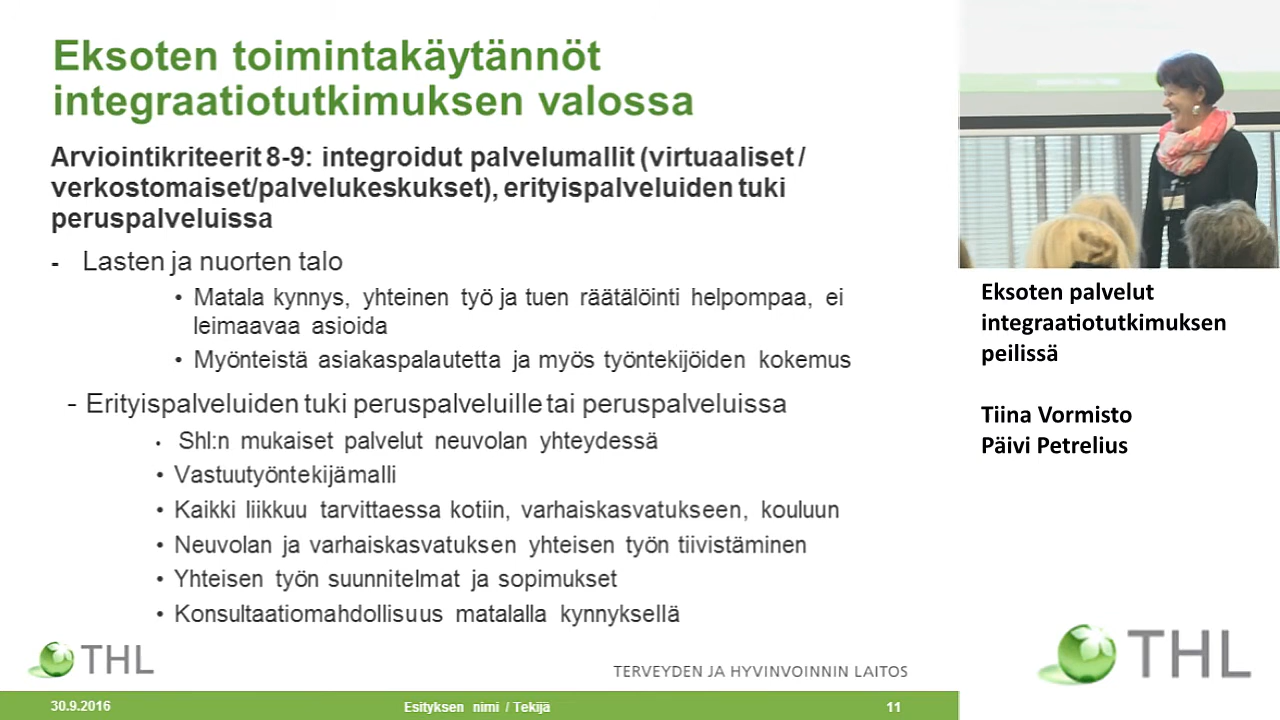 Eksoten toimintakäytännöt
integraatiotutkimuksen valossa
Arviointikriteerit 8-9: integroidut palvelumallit (virtuaaliset /
verkostomaiset/palvelukeskukset), erityispalveluiden tuki
peruspalveluissa
- Lasten ja nuorten talo
• Matala kynnys, yhteinen työ ja tuen räätälöinti helpompaa, ei
leimaavaa asioida
• Myönteistä asiakaspalautetta ja myös työntekijöiden kokemus
- Erityispalveluiden tuki peruspalveluille tai peruspalveluissa
• Shl:n mukaiset palvelut neuvolan yhteydessä
• Vastuutyöntekijämalli
• Kaikki liikkuu tarvittaessa kotiin, varhaiskasvatukseen, kouluun
• Neuvolan ja varhaiskasvatuksen yhteisen työn tiivistäminen
• Yhteisen työn suunnitelmat ja sopimukset
• Konsultaatiomahdollisuus matalalla kynnyksellä
THL
TERVEYDEN JA HYVINVOINNIN LAITOS
30.9.2016
Esityksen nimi / Tekijä
11
Eksoten palvelut
integraatiotutkimuksen
peilissä
Tiina Vormisto
Päivi Petrelius
THL